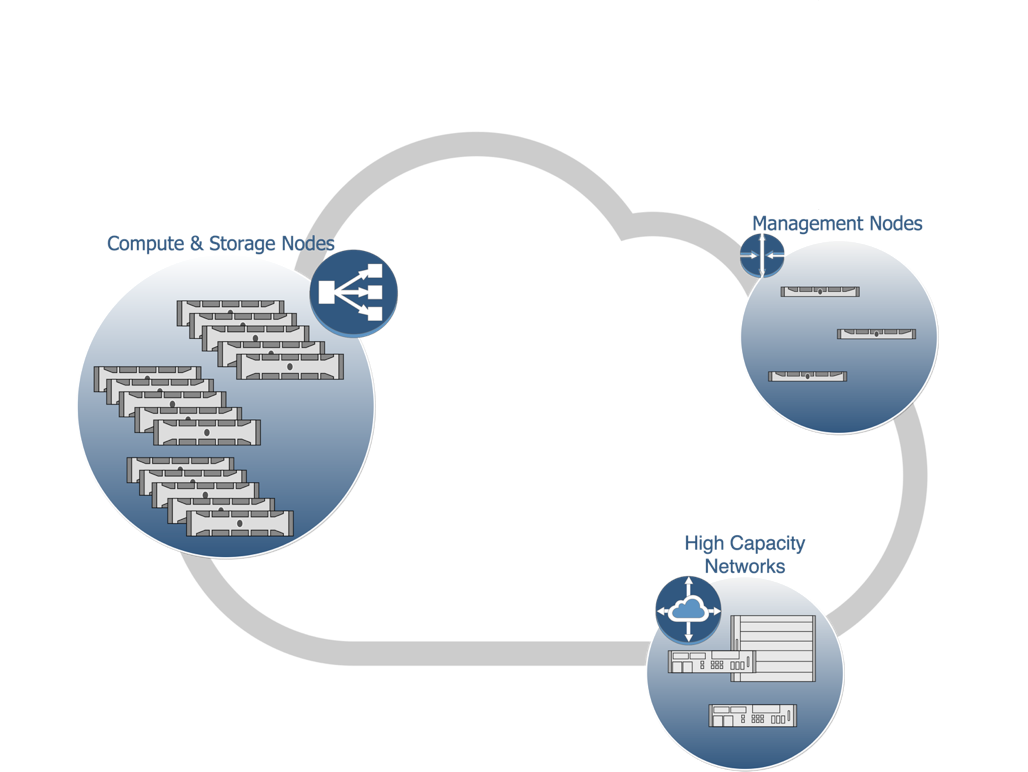 Management Nodes
Compute & Storage Nodes
High Capacity
Networks